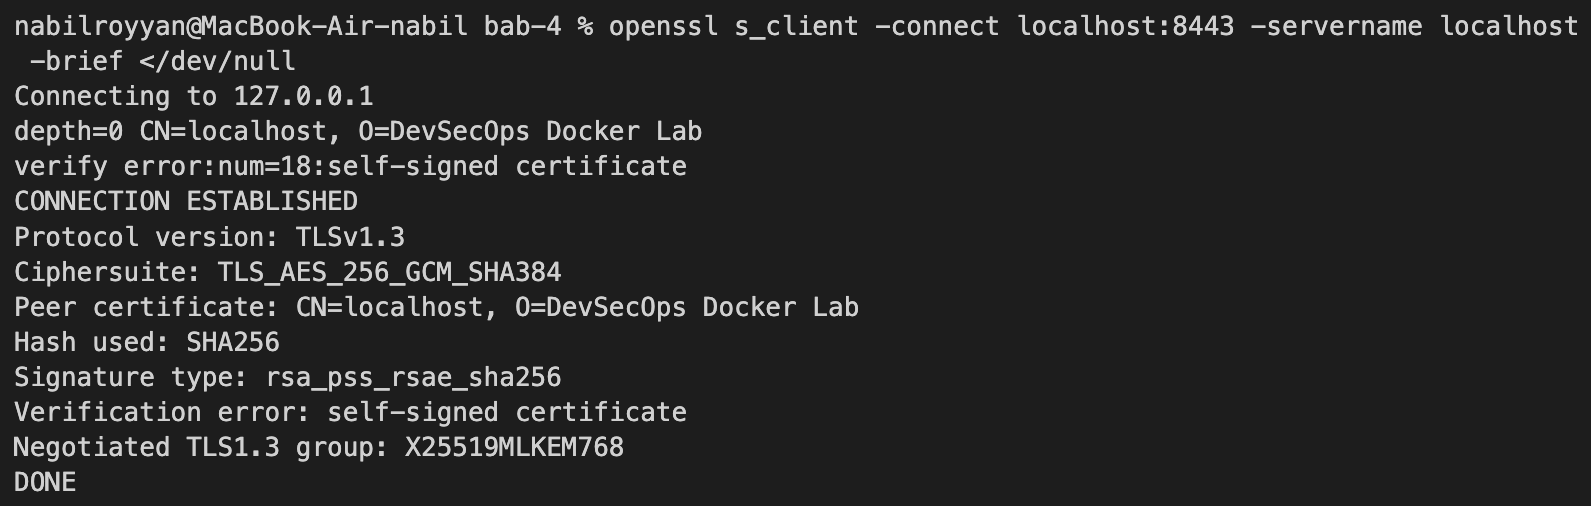 nabilroyyan@MacBook-Air-nabil bab-4 % openssl s_client -connect localhost:8443 -servername localhost
 -brief </dev/null
Connecting to 127.0.0.1
depth=0 CN=localhost, O=DevSecOps Docker Lab
verify error:num=18:self-signed certificate
CONNECTION ESTABLISHED
Protocol version: TLSv1.3
Ciphersuite: TLS_AES_256_GCM_SHA384
Peer certificate: CN=localhost, O=DevSecOps Docker Lab
Hash used: SHA256
Signature type: rsa_pss_rsae_sha256
Verification error: self-signed certificate
Negotiated TLS1.3 group: X25519MLKEM768
DONE